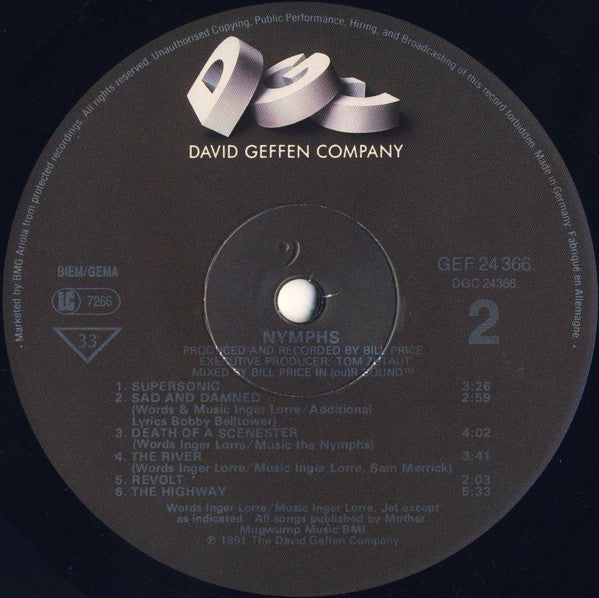 · Marketed by BMG Ariola from protected recordings. All rights reserved. Unauthorised Copying, Public Performance, Hiring, and Broadcasting of this record forbidden. Made in Germany. Fabriqué en Allemagne. ·
DGC
DAVID GEFFEN COMPANY
BIEM/GEMA
LC 7266
33
GEF 24 366
DGC 24366
2
NYMPHS
PRODUCED AND RECORDED BY BILL PRICE
EXECUTIVE PRODUCER: TOM ZUTAUT
MIXED BY BILL PRICE IN (ou)R SOUND™
1. SUPERSONIC 3:26
2. SAD AND DAMNED 2:59
(Words & Music Inger Lorre/Additional
Lyrics Bobby Belltower)
3. DEATH OF A SCENESTER 4:02
(Words Inger Lorre/Music the Nymphs)
4. THE RIVER 3:41
(Words Inger Lorre/Music Inger Lorre, Sam Merrick)
5. REVOLT 2:03
6. THE HIGHWAY 5:33
Words Inger Lorre/Music Inger Lorre, Jet except
as indicated. All songs published by Mother
Mugwump Music BMI
℗ 1991 The David Geffen Company